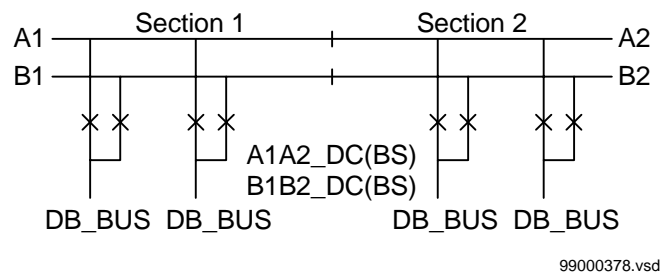 Section 1 Section 2
A1 A2
B1 B2
A1A2_DC(BS)
B1B2_DC(BS)
DB_BUS DB_BUS DB_BUS DB_BUS
99000378.vsd